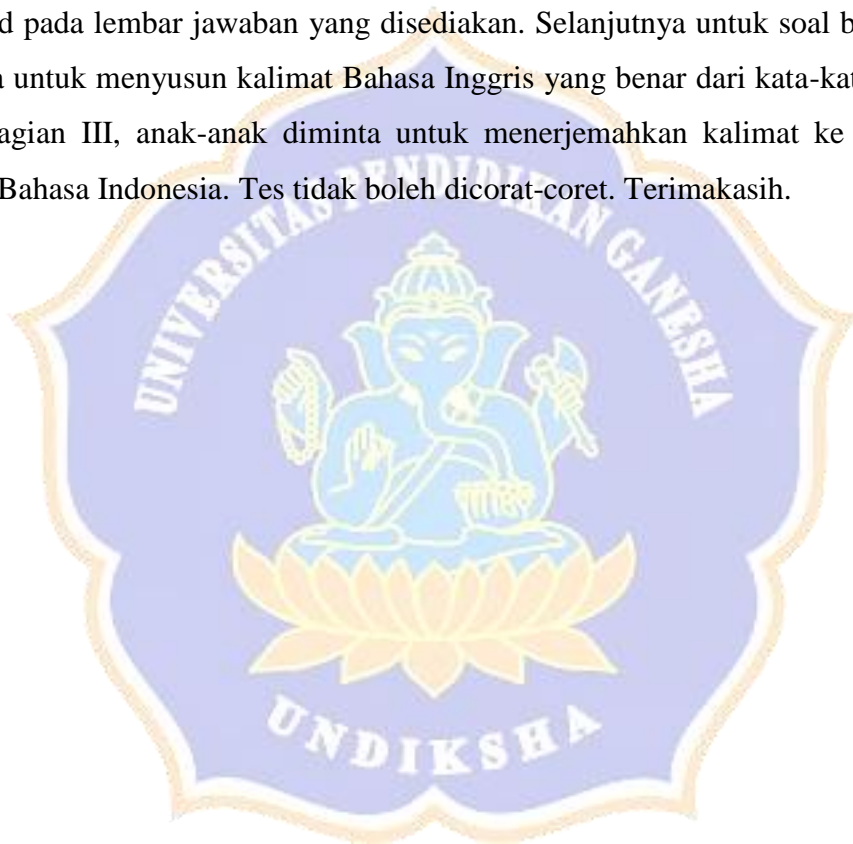 d pada lembar jawaban yang disediakan. Selanjutnya untuk soal b
untuk menyusun kalimat Bahasa Inggris yang benar dari kata-kat
agian III, anak-anak diminta untuk menerjemahkan kalimat ke
Bahasa Indonesia. Tes tidak boleh dicorat-coret. Terimakasih.
UNIVERSITAS PENDIDIKAN GANESHA
UNDIKSHA